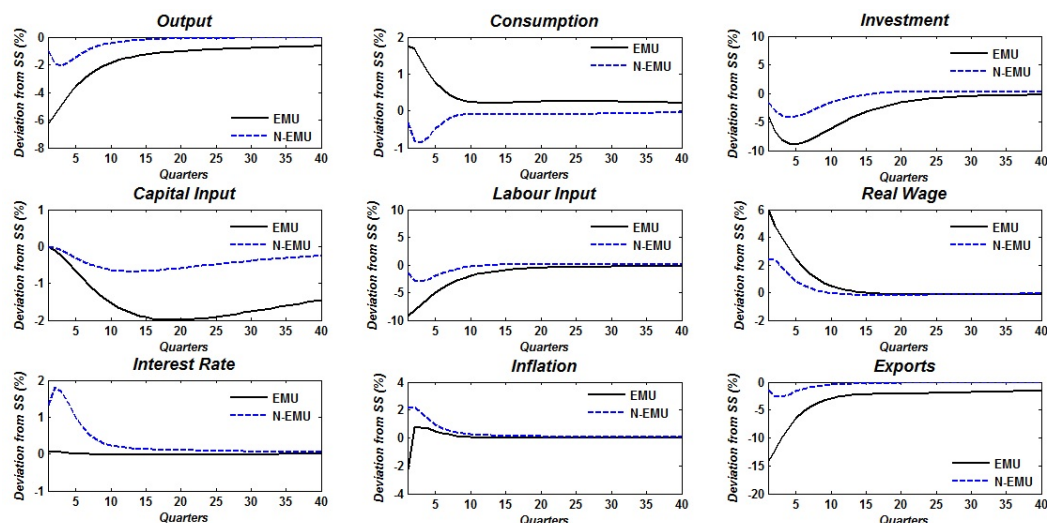 Output
Deviation from SS (%)
0
-2
-4
-6
-8
EMU
N-EMU
5 10 15 20 25 30 35 40
Quarters
Consumption
Deviation from SS (%)
2
1
0
-1
EMU
N-EMU
5 10 15 20 25 30 35 40
Quarters
Investment
Deviation from SS (%)
10
5
0
-5
-10
EMU
N-EMU
5 10 15 20 25 30 35 40
Quarters
Capital Input
Deviation from SS (%)
1
0
-1
-2
EMU
N-EMU
5 10 15 20 25 30 35 40
Quarters
Labour Input
Deviation from SS (%)
10
5
0
-5
-10
EMU
N-EMU
5 10 15 20 25 30 35 40
Quarters
Real Wage
Deviation from SS (%)
6
4
2
0
-2
EMU
N-EMU
5 10 15 20 25 30 35 40
Quarters
Interest Rate
Deviation from SS (%)
2
1
0
-1
EMU
N-EMU
5 10 15 20 25 30 35 40
Quarters
Inflation
Deviation from SS (%)
4
2
0
-2
-4
EMU
N-EMU
5 10 15 20 25 30 35 40
Quarters
Exports
Deviation from SS (%)
0
-5
-10
-15
-20
EMU
N-EMU
5 10 15 20 25 30 35 40
Quarters